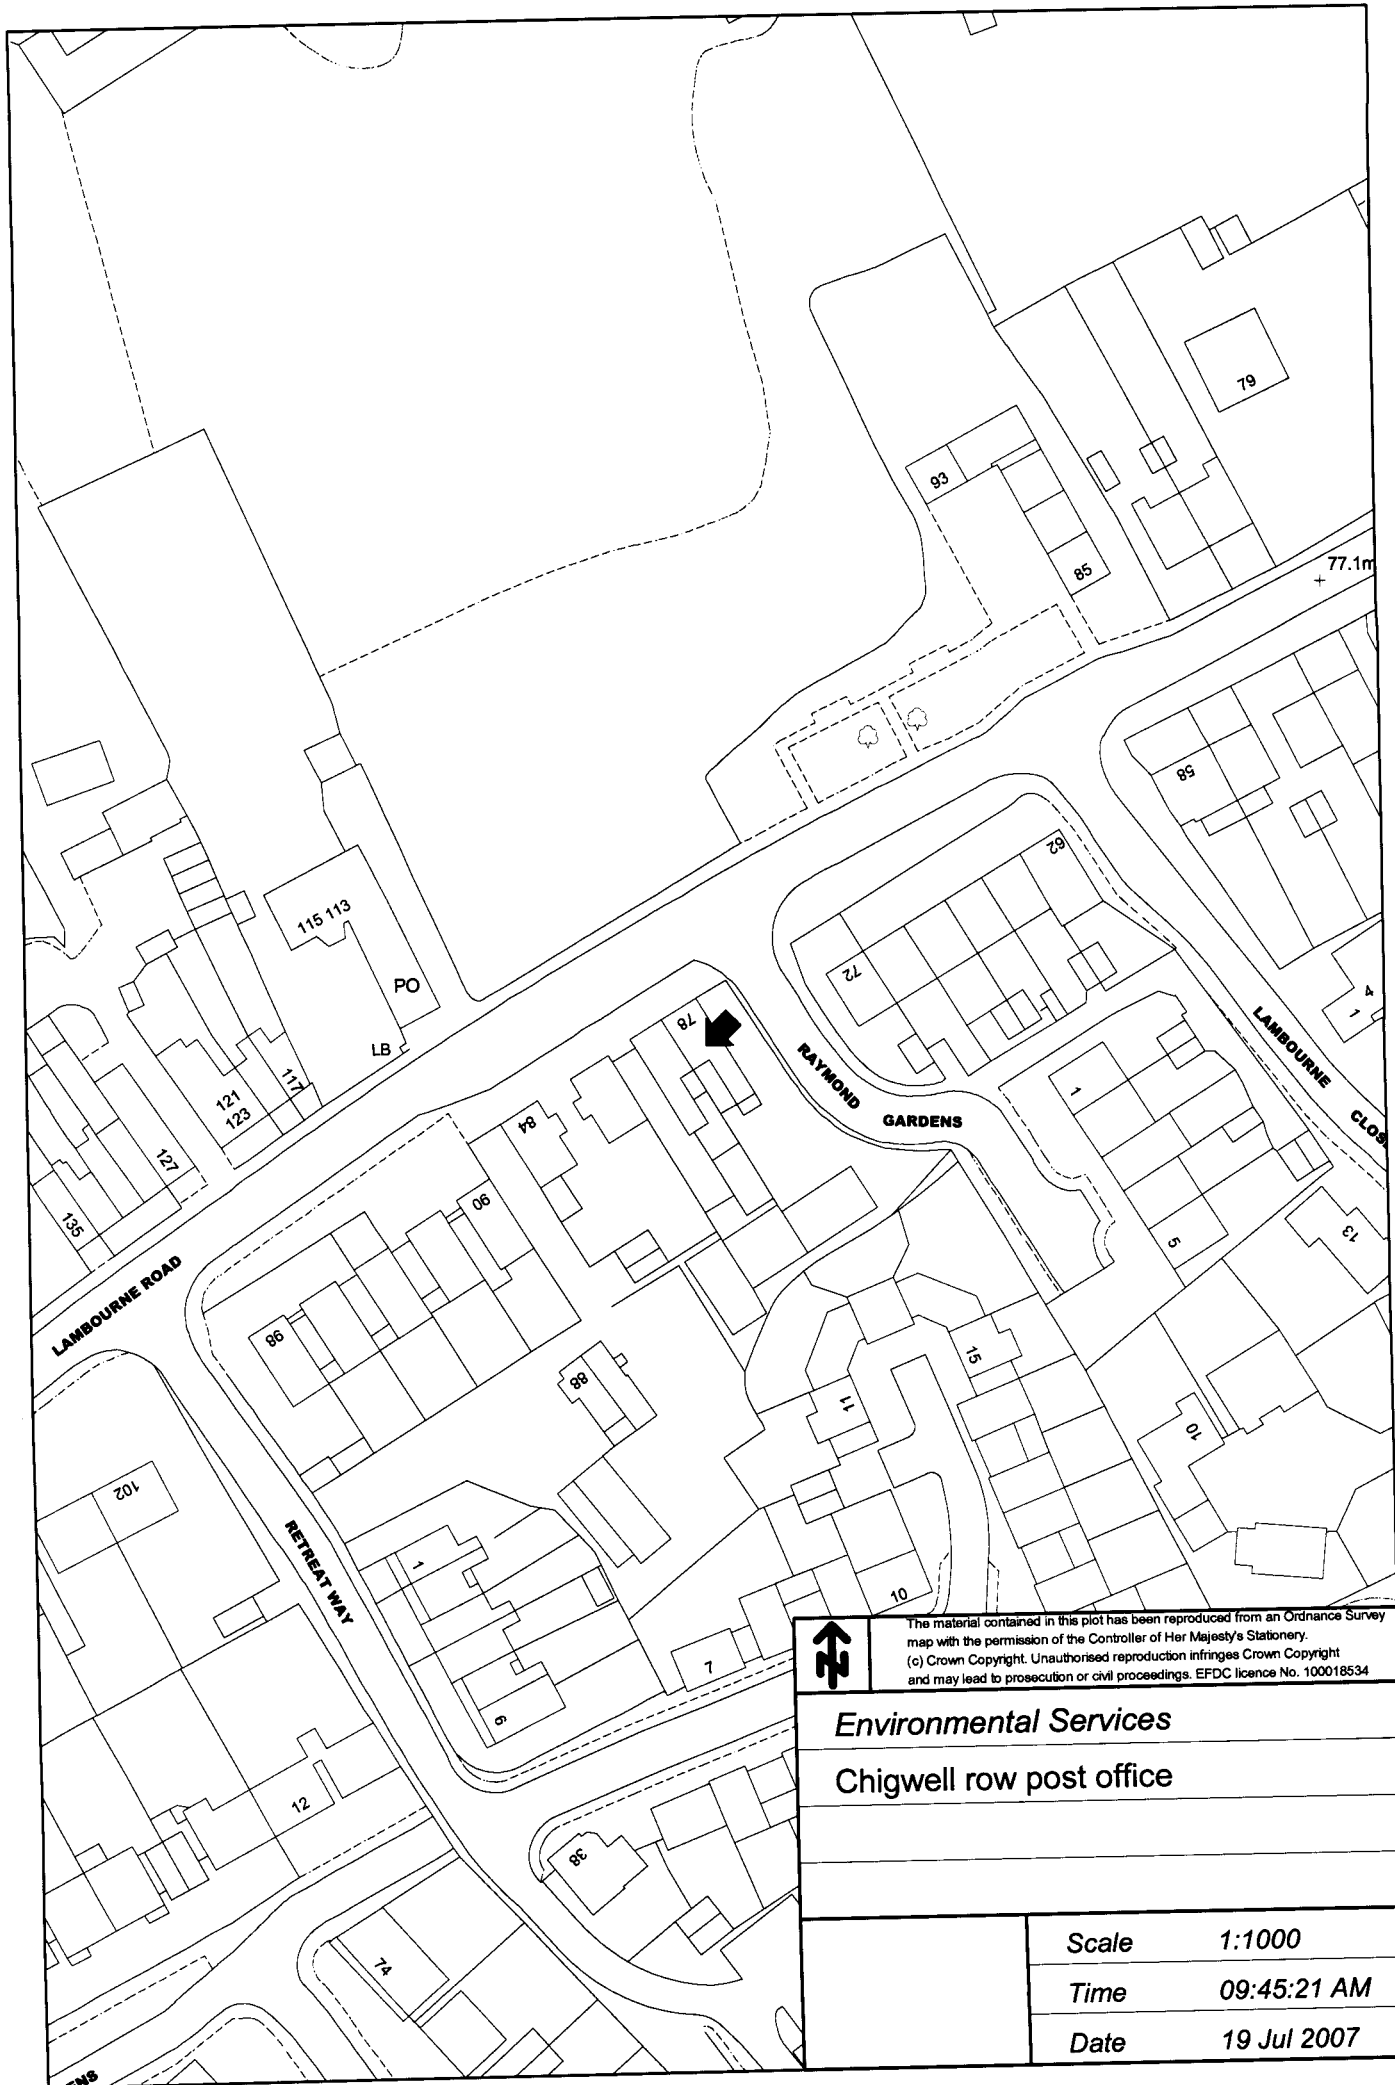 79
93
85
77.1m
58
62
115 113
72
PO
78
LB
4
1
LAMBOURNE
CLOS
RAYMOND
GARDENS
117
121
123
1
84
127
90
135
5
13
LAMBOURNE ROAD
98
15
88
11
10
102
RETREAT WAY
1
10
7
6
12
38
74
ENS
N
The material contained in this plot has been reproduced from an Ordnance Survey
map with the permission of the Controller of Her Majesty's Stationery.
(c) Crown Copyright. Unauthorised reproduction infringes Crown Copyright
and may lead to prosecution or civil proceedings. EFDC licence No. 100018534
Environmental Services
Chigwell row post office
Scale 1:1000
Time 09:45:21 AM
Date 19 Jul 2007